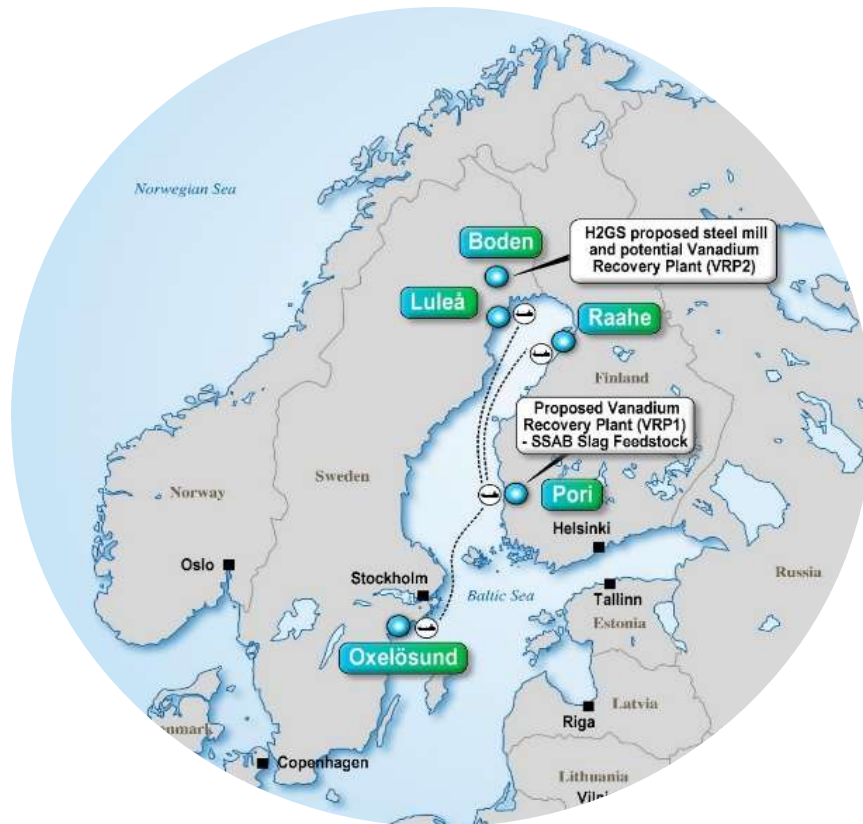 Norwegian Sea
Boden
H2GS proposed steel mill
and potential Vanadium
Recovery Plant (VRP2)
Luleå
Raahe
Finland
Proposed Vanadium
Recovery Plant (VRP1)
- SSAB Slag Feedstock
Sweden
Norway
Pori
Helsinki
Oslo
Stockholm
Baltic Sea
Tallinn
Russia
Estonia
Oxelösund
Latvia
Riga
enmark
Copenhagen
Lithuania
Viln